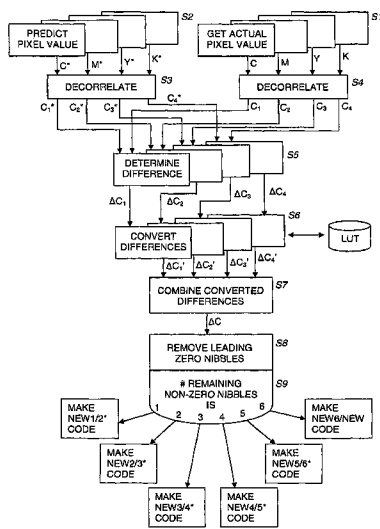 S2
S1
PREDICT
PIXEL VALUE
GET ACTUAL
PIXEL VALUE
C* M* Y* K*
C M Y K
DECORRELATE
S3
DECORRELATE
S4
C1* C2* C3* C4*
C1 C2 C3 C4
DETERMINE
DIFFERENCE
S5
ΔC1 ΔC2 ΔC3 ΔC4
S6
CONVERT
DIFFERENCES
LUT
ΔC1' ΔC2' ΔC3' ΔC4'
S7
COMBINE CONVERTED
DIFFERENCES
ΔC
S8
REMOVE LEADING
ZERO NIBBLES
S9
# REMAINING
NON-ZERO NIBBLES
IS
1 2 3 4 5 6
MAKE
NEW1/2*
CODE
MAKE
NEW2/3*
CODE
MAKE
NEW3/4*
CODE
MAKE
NEW4/5*
CODE
MAKE
NEW5/6*
CODE
MAKE
NEW6/NEW
CODE